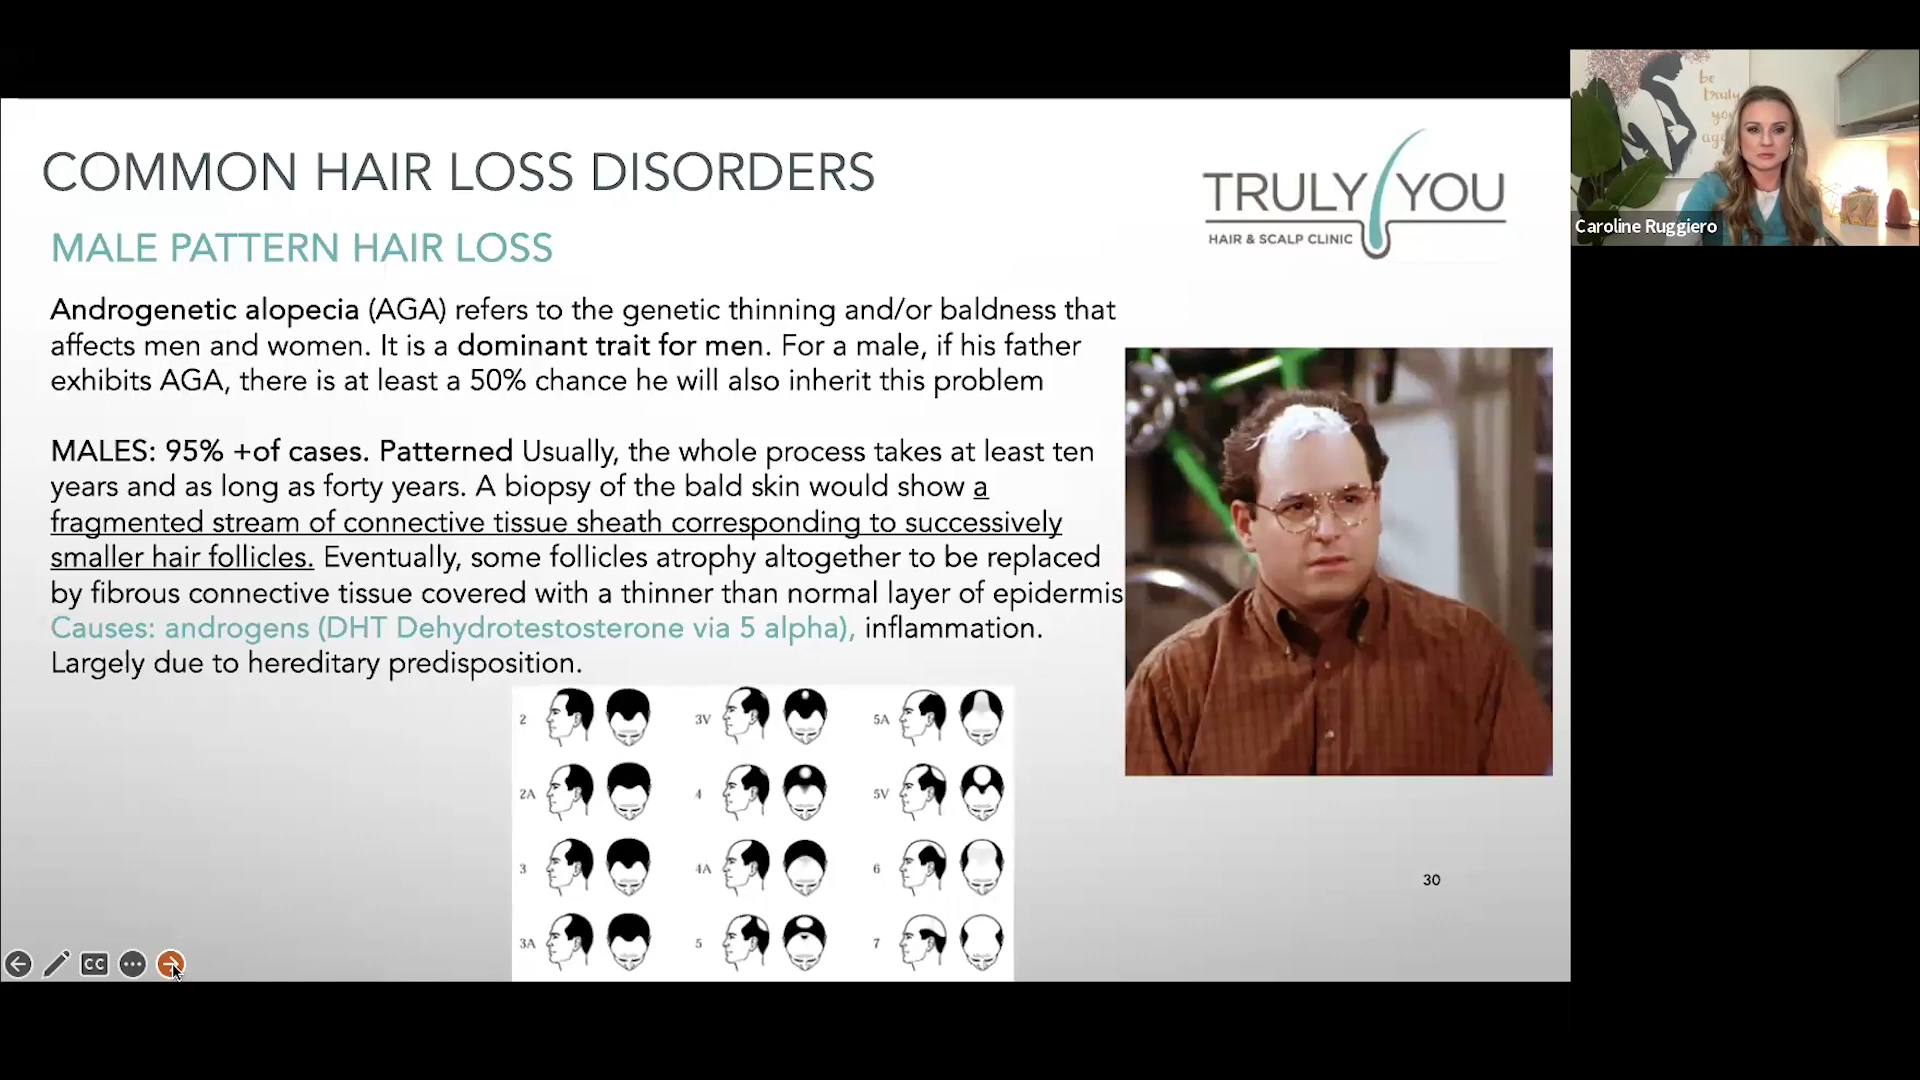 COMMON HAIR LOSS DISORDERS
TRULY YOU
HAIR & SCALP CLINIC
MALE PATTERN HAIR LOSS
Androgenetic alopecia (AGA) refers to the genetic thinning and/or baldness that
affects men and women. It is a dominant trait for men. For a male, if his father
exhibits AGA, there is at least a 50% chance he will also inherit this problem
MALES: 95% +of cases. Patterned Usually, the whole process takes at least ten
years and as long as forty years. A biopsy of the bald skin would show a
fragmented stream of connective tissue sheath corresponding to successively
smaller hair follicles. Eventually, some follicles atrophy altogether to be replaced
by fibrous connective tissue covered with a thinner than normal layer of epidermis
Causes: androgens (DHT Dehydrotestosterone via 5 alpha), inflammation.
Largely due to hereditary predisposition.
2 3V 5A
2A 4 5V
3 4A 6
3A 5 7
30
CC
be
truly
Caroline Ruggiero